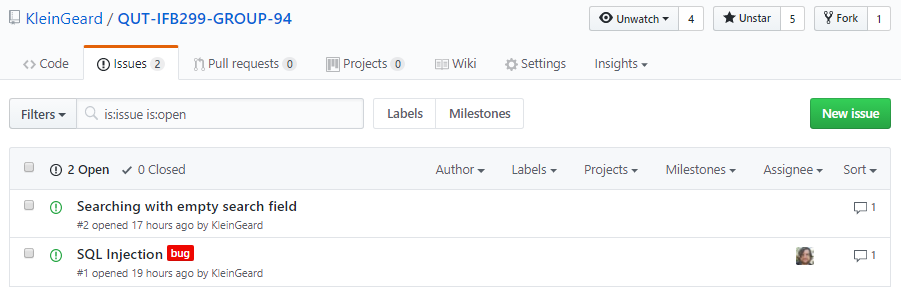 KleinGeard / QUT-IFB299-GROUP-94 Unwatch 4 Unstar 5 Fork 1
Code Issues 2 Pull requests 0 Projects 0 Wiki Settings Insights
Filters is:issue is:open Labels Milestones New issue
2 Open 0 Closed Author Labels Projects Milestones Assignee Sort
Searching with empty search field 1
#2 opened 17 hours ago by KleinGeard
SQL Injection bug 1
#1 opened 19 hours ago by KleinGeard